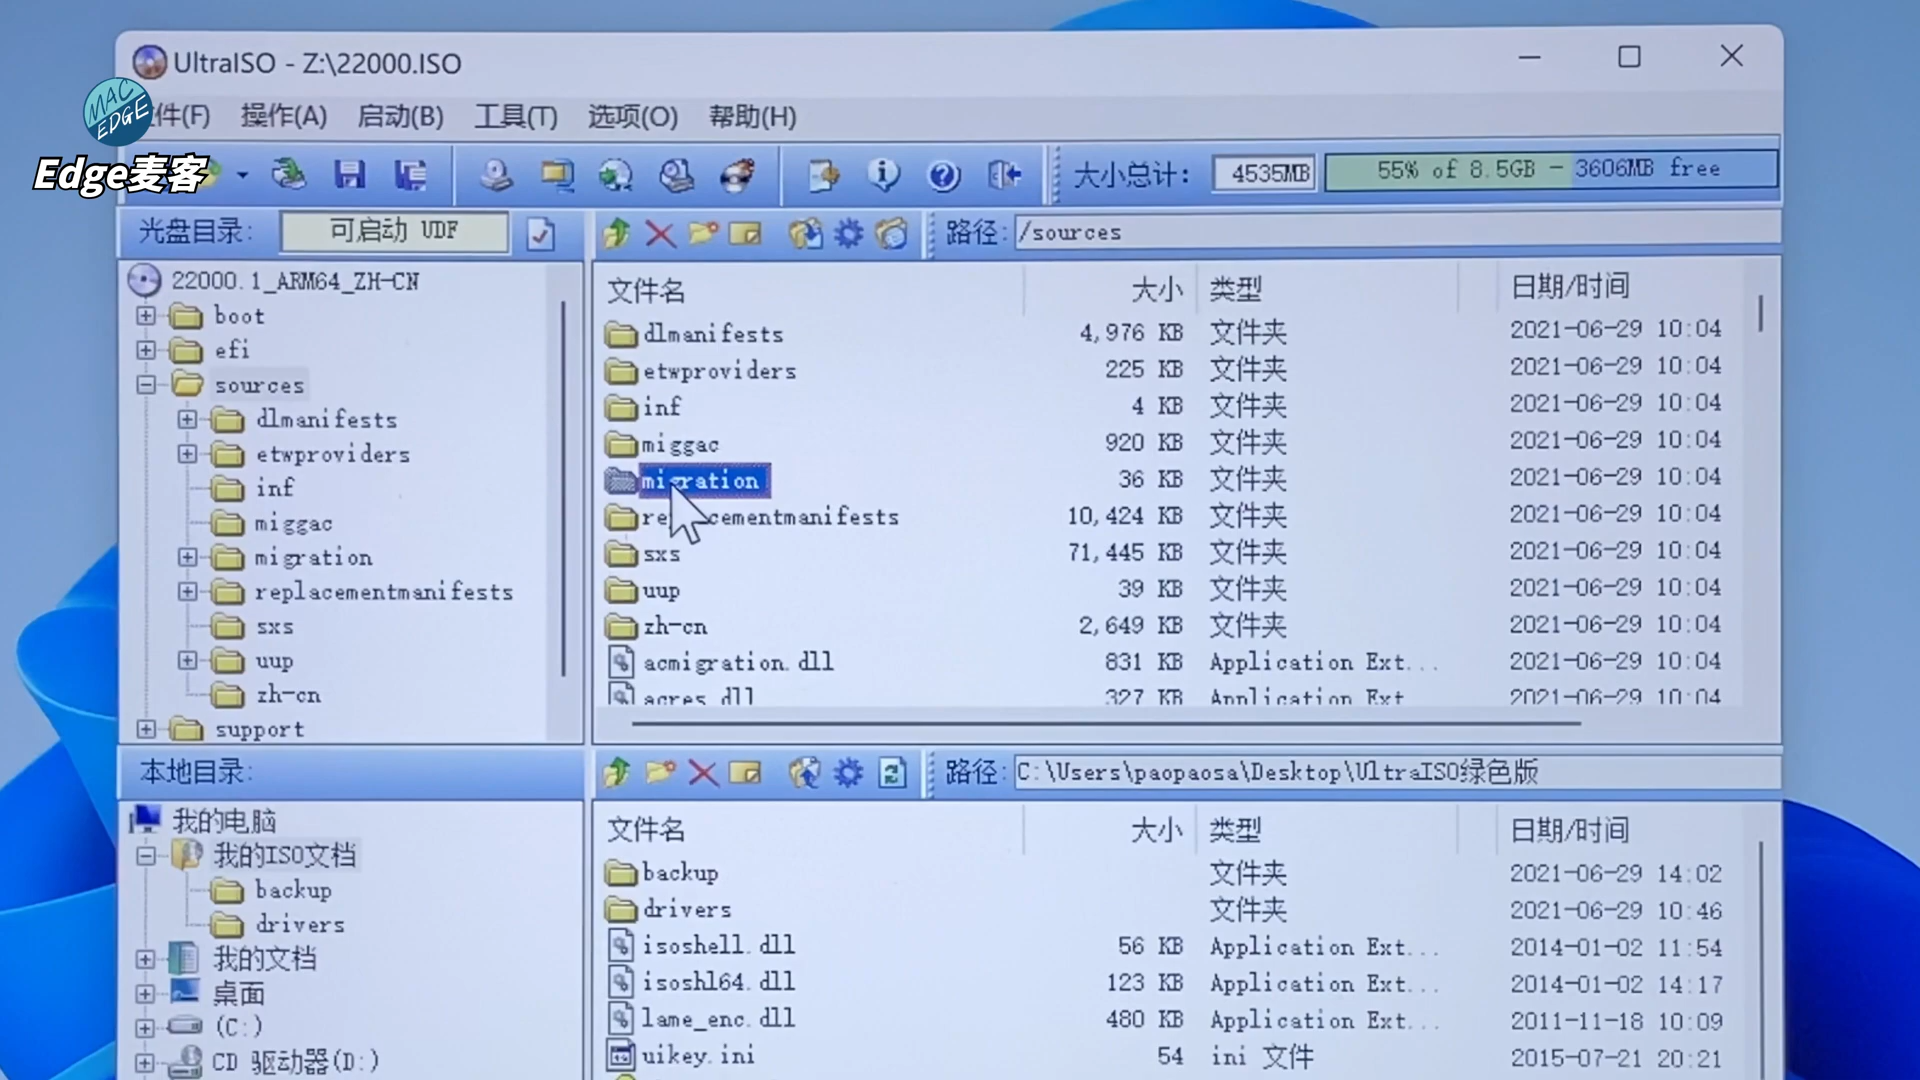 UltraISO - Z:\22000.ISO
MAC EDGE
件(F) 操作(A) 启动(B) 工具(T) 选项(O) 帮助(H)
Edge麦客
大小总计: 4535MB 55% of 8.5GB - 3606MB free
光盘目录: 可启动 UDF 路径: /sources
22000.1_ARM64_ZH-CN
boot
efi
sources
dlmanifests
etwproviders
inf
miggac
migration
replacementmanifests
sxs
uup
zh-cn
support
文件名 大小 类型 日期/时间
dlmanifests 4,976 KB 文件夹 2021-06-29 10:04
etwproviders 225 KB 文件夹 2021-06-29 10:04
inf 4 KB 文件夹 2021-06-29 10:04
miggac 920 KB 文件夹 2021-06-29 10:04
migration 36 KB 文件夹 2021-06-29 10:04
replacementmanifests 10,424 KB 文件夹 2021-06-29 10:04
sxs 71,445 KB 文件夹 2021-06-29 10:04
uup 39 KB 文件夹 2021-06-29 10:04
zh-cn 2,649 KB 文件夹 2021-06-29 10:04
acmigration.dll 831 KB Application Ext... 2021-06-29 10:04
acres.dll 327 KB Application Ext 2021-06-29 10:04
本地目录: 路径: C:\Users\paopaosa\Desktop\UltraISO绿色版
我的电脑
我的ISO文档
backup
drivers
我的文档
桌面
(C:)
CD 驱动器(D:)
文件名 大小 类型 日期/时间
backup 文件夹 2021-06-29 14:02
drivers 文件夹 2021-06-29 10:46
isoshell.dll 56 KB Application Ext... 2014-01-02 11:54
isoshl64.dll 123 KB Application Ext... 2014-01-02 14:17
lame_enc.dll 480 KB Application Ext... 2011-11-18 10:09
uikey.ini 54 ini 文件 2015-07-21 20:21